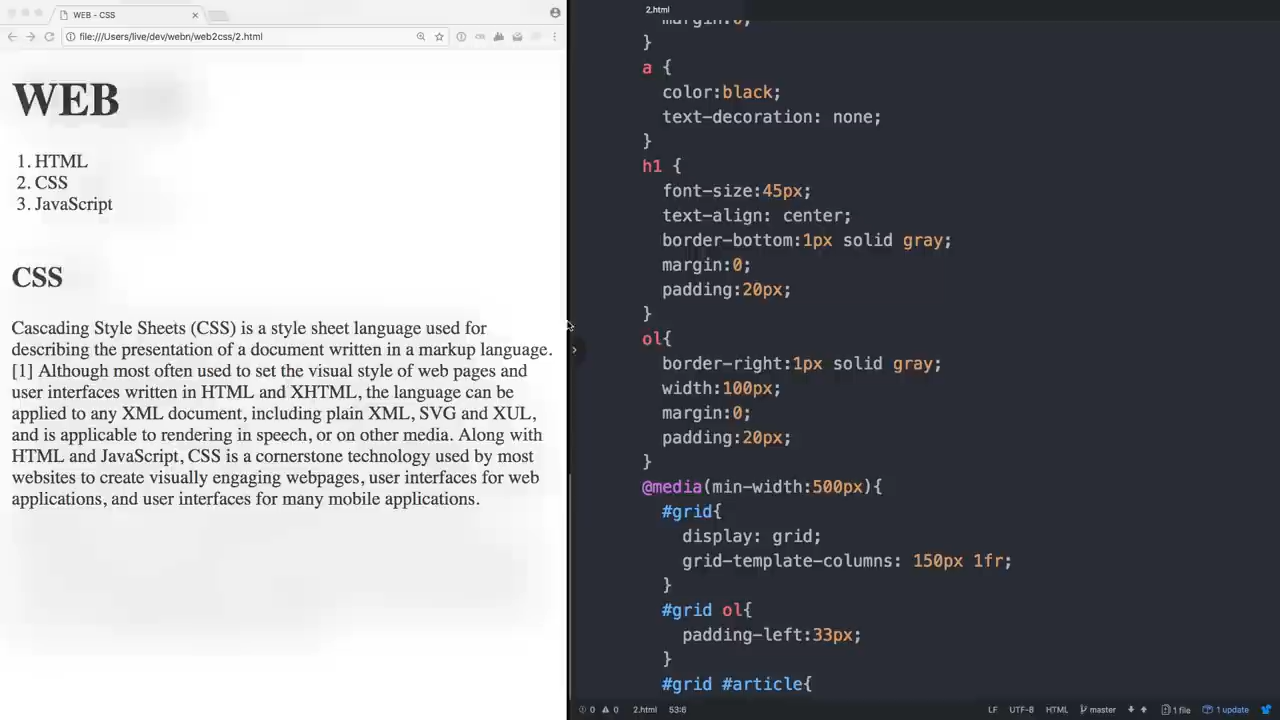 WEB - CSS
file:///Users/live/dev/webn/web2css/2.html
WEB
1. HTML
2. CSS
3. JavaScript
CSS
Cascading Style Sheets (CSS) is a style sheet language used for
describing the presentation of a document written in a markup language.
[1] Although most often used to set the visual style of web pages and
user interfaces written in HTML and XHTML, the language can be
applied to any XML document, including plain XML, SVG and XUL,
and is applicable to rendering in speech, or on other media. Along with
HTML and JavaScript, CSS is a cornerstone technology used by most
websites to create visually engaging webpages, user interfaces for web
applications, and user interfaces for many mobile applications.
2.html
margin:0;
}
a {
color:black;
text-decoration: none;
}
h1 {
font-size:45px;
text-align: center;
border-bottom:1px solid gray;
margin:0;
padding:20px;
}
ol{
border-right:1px solid gray;
width:100px;
margin:0;
padding:20px;
}
@media(min-width:500px){
#grid{
display: grid;
grid-template-columns: 150px 1fr;
}
#grid ol{
padding-left:33px;
}
#grid #article{
0 0 2.html 53:6 LF UTF-8 HTML master 1 file 1 update